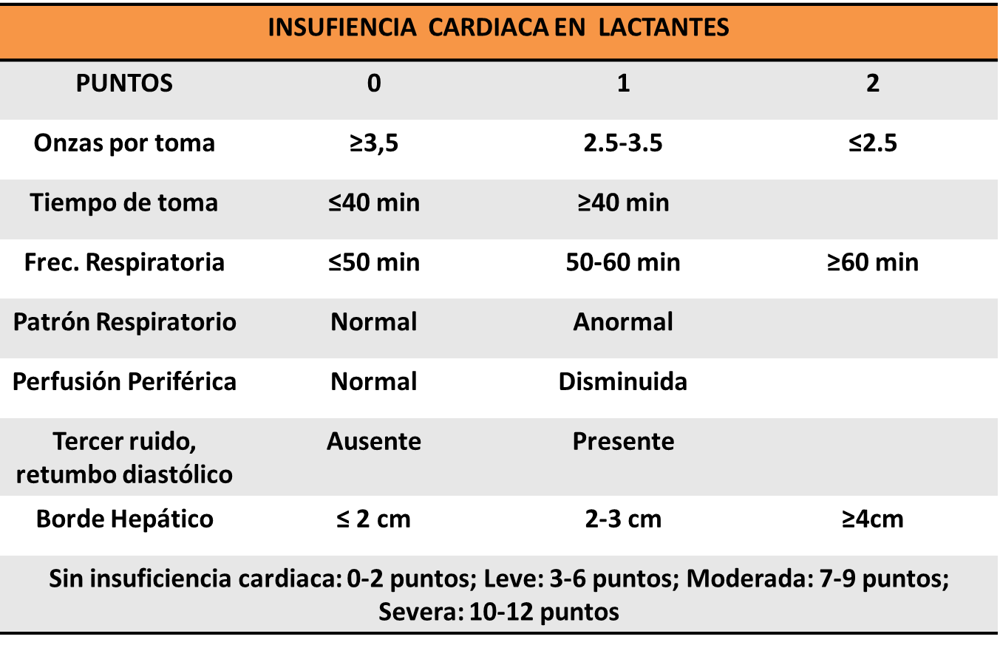 INSUFIENCIA CARDIACA EN LACTANTES
PUNTOS 0 1 2
Onzas por toma ≥3,5 2.5-3.5 ≤2.5
Tiempo de toma ≤40 min ≥40 min
Frec. Respiratoria ≤50 min 50-60 min ≥60 min
Patrón Respiratorio Normal Anormal
Perfusión Periférica Normal Disminuida
Tercer ruido, Ausente Presente
retumbo diastólico
Borde Hepático ≤ 2 cm 2-3 cm ≥4cm
Sin insuficiencia cardiaca: 0-2 puntos; Leve: 3-6 puntos; Moderada: 7-9 puntos;
Severa: 10-12 puntos